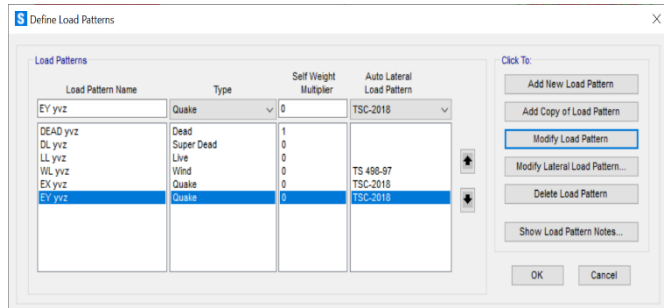 S Define Load Patterns X
Load Patterns
Click To:
Load Pattern Name Type Self Weight Multiplier Auto Lateral Load Pattern
EY yvz Quake 0 TSC-2018
DEAD yvz Dead 1
DL yvz Super Dead 0
LL yvz Live 0
WL yvz Wind 0 TS 498-97
EX yvz Quake 0 TSC-2018
EY yvz Quake 0 TSC-2018
Add New Load Pattern
Add Copy of Load Pattern
Modify Load Pattern
Modify Lateral Load Pattern...
Delete Load Pattern
Show Load Pattern Notes...
OK Cancel